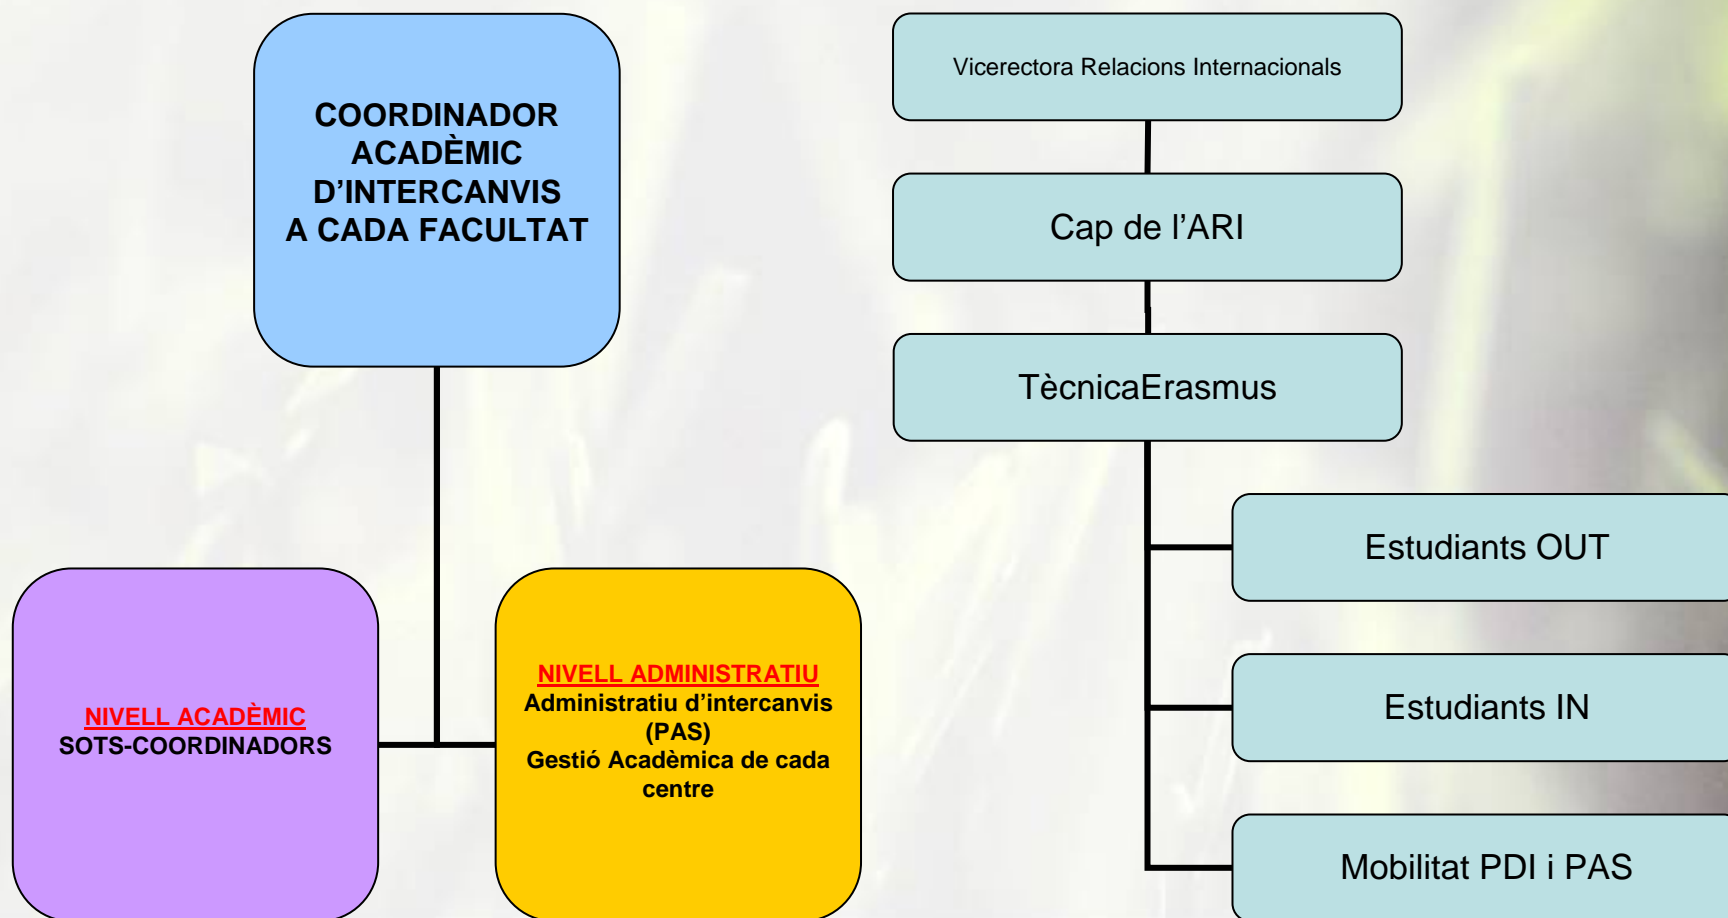 COORDINADOR
ACADÈMIC
D’INTERCANVIS
A CADA FACULTAT
NIVELL ACADÈMIC
SOTS-COORDINADORS
NIVELL ADMINISTRATIU
Administratiu d’intercanvis
(PAS)
Gestió Acadèmica de cada
centre
Vicerectora Relacions Internacionals
Cap de l’ARI
TècnicaErasmus
Estudiants OUT
Estudiants IN
Mobilitat PDI i PAS